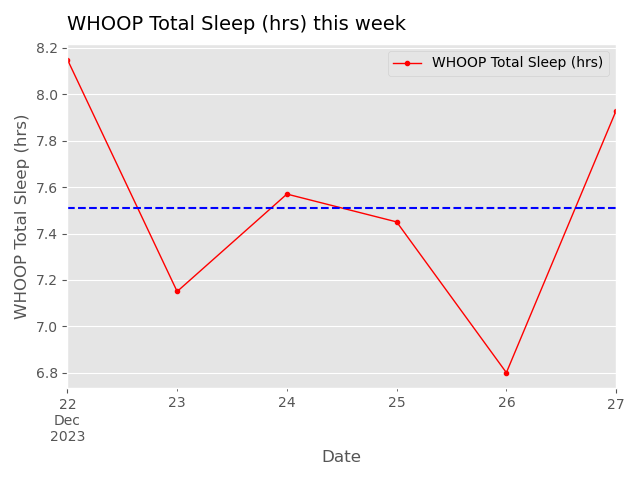 WHOOP Total Sleep (hrs) this week
WHOOP Total Sleep (hrs)
WHOOP Total Sleep (hrs)
8.2
8.0
7.8
7.6
7.4
7.2
7.0
6.8
22 23 24 25 26 27
Dec
2023
Date